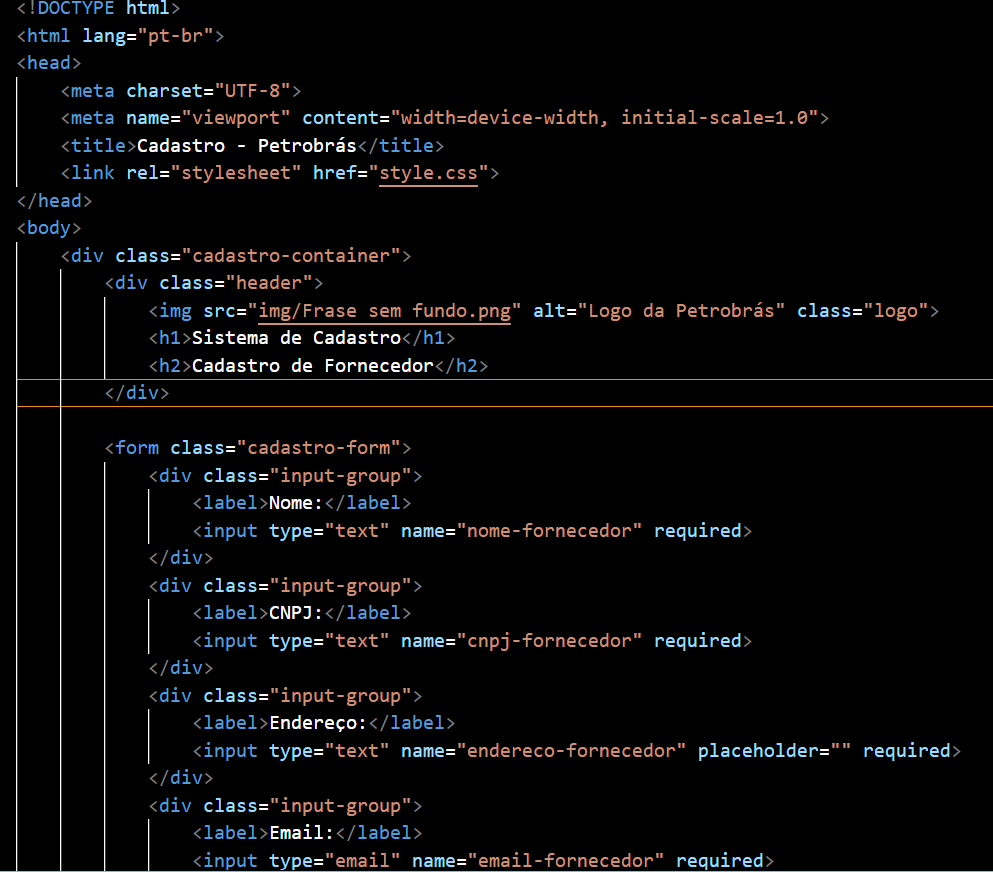 <!DOCTYPE html>
<html lang="pt-br">
<head>
    <meta charset="UTF-8">
    <meta name="viewport" content="width=device-width, initial-scale=1.0">
    <title>Cadastro - Petrobrás</title>
    <link rel="stylesheet" href="style.css">
</head>
<body>
    <div class="cadastro-container">
        <div class="header">
            <img src="img/Frase sem fundo.png" alt="Logo da Petrobrás" class="logo">
            <h1>Sistema de Cadastro</h1>
            <h2>Cadastro de Fornecedor</h2>
        </div>

        <form class="cadastro-form">
            <div class="input-group">
                <label>Nome:</label>
                <input type="text" name="nome-fornecedor" required>
            </div>
            <div class="input-group">
                <label>CNPJ:</label>
                <input type="text" name="cnpj-fornecedor" required>
            </div>
            <div class="input-group">
                <label>Endereço:</label>
                <input type="text" name="endereco-fornecedor" placeholder="" required>
            </div>
            <div class="input-group">
                <label>Email:</label>
                <input type="email" name="email-fornecedor" required>